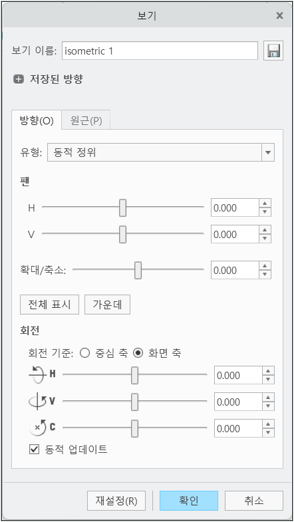 보기
보기 이름: isometric 1
저장된 방향
방향(O) 원근(P)
유형: 동적 정위
팬
H 0.000
V 0.000
확대/축소: 0.000
전체 표시 가운데
회전
회전 기준: 중심 축 화면 축
H 0.000
V 0.000
C 0.000
동적 업데이트
재설정(R) 확인 취소